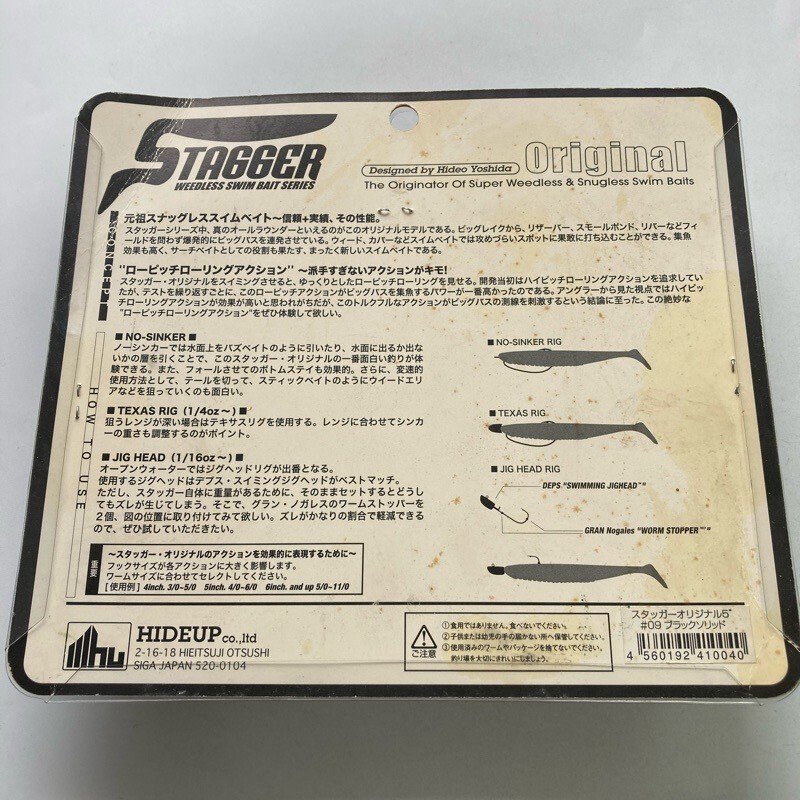 STAGGER
WEEDLESS SWIM BAIT SERIES
Designed by Hideo Yoshida
Original
The Originator Of Super Weedless & Snugless Swim Baits
元祖スナッグレススイムベイト〜信頼+実績、その性能。
スタッガーシリーズ中、真のオールラウンダーといえるのがこのオリジナルモデルである。ビッグレイクから、リザーバー、スモールポンド、リバーなどフィ
ールドを問わず爆発的にビッグバスを連発させている。ウィード、カバーなどスイムベイトでは攻めづらいスポットに果敢に打ち込むことができる。集魚
効果も高く、サーチベイトとしての役割も果たす、まったく新しいスイムベイトである。
"ローピッチローリングアクション" 〜派手すぎないアクションがキモ!
スタッガー・オリジナルをスイミングさせると、ゆっくりとしたローピッチローリングを見せる。開発当初はハイピッチローリングアクションを追求してい
たが、テストを繰り返すごとに、このローピッチアクションがビッグバスを集魚するパワーが一番高かったのである。アングラーから見た視点ではハイピッ
チローリングアクションが効果が高いと思われがちだが、このトルクフルなアクションがビッグバスの測線を刺激するという結論に至った。この絶妙な
"ローピッチローリングアクション"をぜひ体験して欲しい。
HOW TO USE
■ NO-SINKER ■
ノーシンカーでは水面上をバズベイトのように引いたり、水面に出るか出な
いかの層を引くことで、このスタッガー・オリジナルの一番面白い釣りが体
験できる。また、フォールさせてのボトムステイも効果的。さらに、変速的
使用方法として、テールを切って、スティックベイトのようにウイードエリ
アなどを狙っていくのも面白い。
■ TEXAS RIG (1/4oz〜) ■
狙うレンジが深い場合はテキサスリグを使用する。レンジに合わせてシンカ
ーの重さも調整するのがポイント。
■ JIG HEAD (1/16oz〜) ■
オープンウォーターではジグヘッドリグが出番となる。
使用するジグヘッドはデプス・スイミングジグヘッドがベストマッチ。
ただし、スタッガー自体に重量があるために、そのままセットするとどうし
てもズレが生じてしまう。そこで、グラン・ノガレスのワームストッパーを
2個、図の位置に取り付けてみて欲しい。ズレがかなりの割合で軽減できる
ので、ぜひ試していただきたい。
■ NO-SINKER RIG
■ TEXAS RIG
■ JIG HEAD RIG
DEPS "SWIMMING JIGHEAD"
GRAN Nogales "WORM STOPPER"
重要
〜スタッガー・オリジナルのアクションを効果的に表現するために〜
フックサイズが各アクションに大きく影響します。
ワームサイズに合わせてセレクトしてください。
[使用例] 4inch. 3/0~5/0 5inch. 4/0~6/0 6inch. and up 5/0~11/0
hu
HIDEUP co.,ltd
2-16-18 HIEITSUJI OTSUSHI
SIGA JAPAN 520-0104
ご注意
①食用ではありません。食べないでください。
②子供または幼児の手の届かない所へ保管してください。
③使用済みのワームやパッケージを捨てないでください。
釣り場を大切にきれいにしましょう。
スタッガーオリジナル5"
#09 ブラックソリッド
4 560192 410040